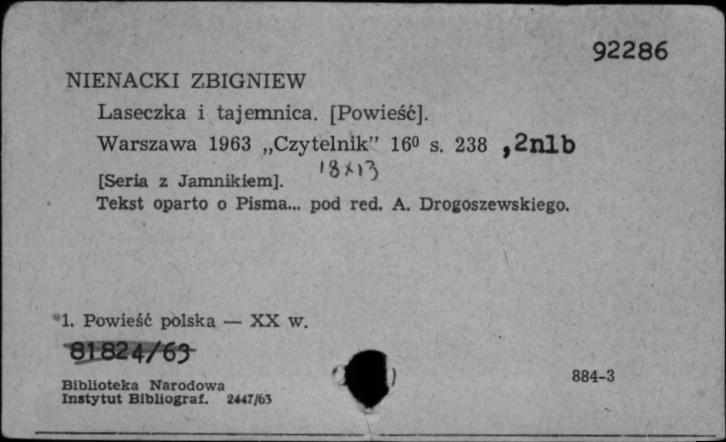 92286
NIENACKI ZBIGNIEW
Laseczka i tajemnica. [Powieść].
Warszawa 1963 „Czytelnik” 16⁰ s. 238 ,2nlb
18×13
[Seria z Jamnikiem].
Tekst oparto o Pisma... pod red. A. Drogoszewskiego.
1. Powieść polska — XX w.
81824/63
Biblioteka Narodowa
Instytut Bibliograf. 2447/63
884-3